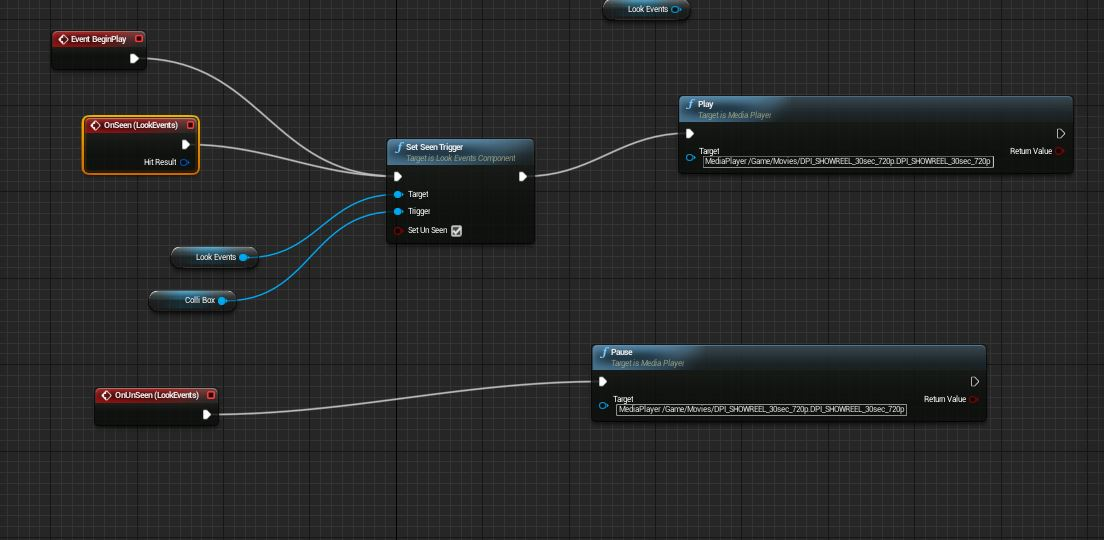 Look Events
Event BeginPlay
OnSeen (LookEvents)
Hit Result
Set Seen Trigger
Target is Look Events Component
Target
Trigger
Set Un Seen
Look Events
Colli Box
Play
Target is Media Player
Target
MediaPlayer /Game/Movies/DPI_SHOWREEL_30sec_720p.DPI_SHOWREEL_30sec_720p
Return Value
OnUnSeen (LookEvents)
Pause
Target is Media Player
Target
MediaPlayer /Game/Movies/DPI_SHOWREEL_30sec_720p.DPI_SHOWREEL_30sec_720p
Return Value